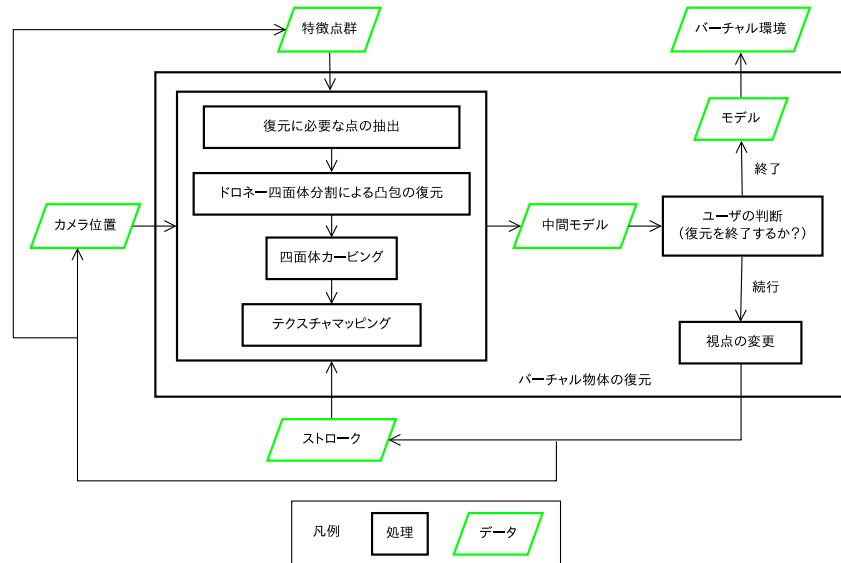 特徴点群
バーチャル環境
復元に必要な点の抽出
モデル
終了
ドロネー四面体分割による凸包の復元
カメラ位置
中間モデル
ユーザの判断
(復元を終了するか?)
四面体カービング
続行
テクスチャマッピング
視点の変更
バーチャル物体の復元
ストローク
凡例
処理
データ